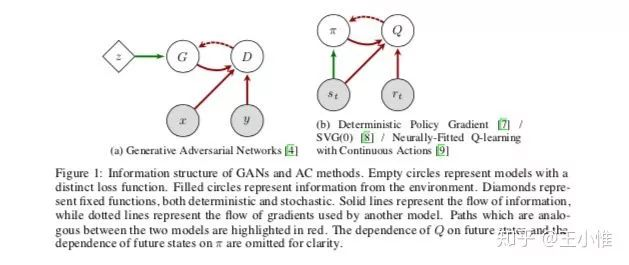 z
G
D
x
y
(a) Generative Adversarial Networks [4]
π
Q
s_t
r_t
(b) Deterministic Policy Gradient [7] /
SVG(0) [8] / Neurally-Fitted Q-learning
with Continuous Actions [9]
Figure 1: Information structure of GANs and AC methods. Empty circles represent models with a
distinct loss function. Filled circles represent information from the environment. Diamonds repre-
sent fixed functions, both deterministic and stochastic. Solid lines represent the flow of information,
while dotted lines represent the flow of gradients used by another model. Paths which are analo-
gous between the two models are highlighted in red. The dependence of Q on future states and the
dependence of future states on π are omitted for clarity.
知乎 @王小惟